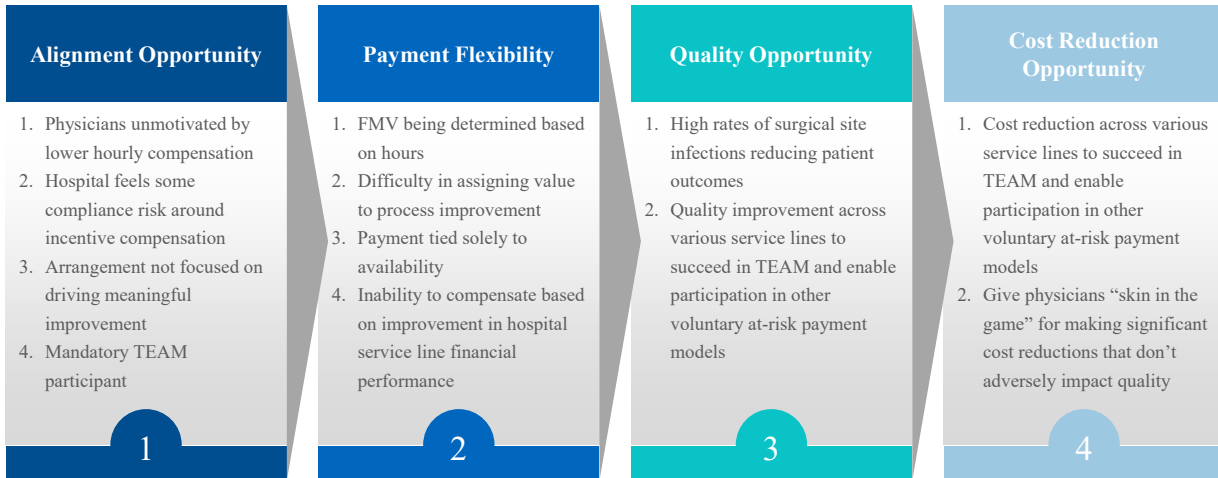 Alignment Opportunity
1. Physicians unmotivated by
lower hourly compensation
2. Hospital feels some
compliance risk around
incentive compensation
3. Arrangement not focused on
driving meaningful
improvement
4. Mandatory TEAM
participant
1
Payment Flexibility
1. FMV being determined based
on hours
2. Difficulty in assigning value
to process improvement
3. Payment tied solely to
availability
4. Inability to compensate based
on improvement in hospital
service line financial
performance
2
Quality Opportunity
1. High rates of surgical site
infections reducing patient
outcomes
2. Quality improvement across
various service lines to
succeed in TEAM and enable
participation in other
voluntary at-risk payment
models
3
Cost Reduction
Opportunity
1. Cost reduction across various
service lines to succeed in
TEAM and enable
participation in other
voluntary at-risk payment
models
2. Give physicians “skin in the
game” for making significant
cost reductions that don’t
adversely impact quality
4